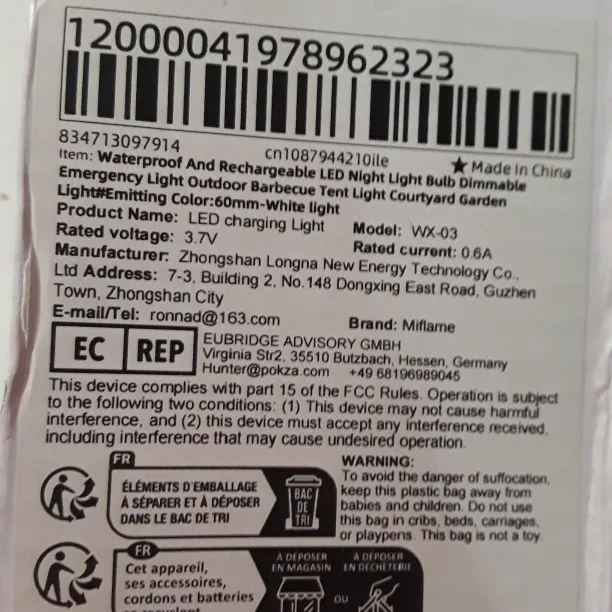 12000041978962323
834713097914 cn1087944210ile ★ Made In China
Item: Waterproof And Rechargeable LED Night Light Bulb Dimmable
Emergency Light Outdoor Barbecue Tent Light Courtyard Garden
Light#Emitting Color:60mm-White light
Product Name: LED charging Light Model: WX-03
Rated voltage: 3.7V Rated current: 0.6A
Manufacturer: Zhongshan Longna New Energy Technology Co.,
Ltd Address: 7-3, Building 2, No.148 Dongxing East Road, Guzhen
Town, Zhongshan City
E-mail/Tel: ronnad@163.com Brand: Miflame
EC REP
EUBRIDGE ADVISORY GMBH
Virginia Str2, 35510 Butzbach, Hessen, Germany
Hunter@pokza.com +49 68196989045
This device complies with part 15 of the FCC Rules. Operation is subject
to the following two conditions: (1) This device may not cause harmful
interference, and (2) this device must accept any interference received,
including interference that may cause undesired operation.
FR
ÉLÉMENTS D'EMBALLAGE
À SÉPARER ET À DÉPOSER
DANS LE BAC DE TRI
BAC
DE
TRI
WARNING:
To avoid the danger of suffocation,
keep this plastic bag away from
babies and children. Do not use
this bag in cribs, beds, carriages,
or playpens. This bag is not a toy.
FR
Cet appareil,
ses accessoires,
cordons et batteries
À DÉPOSER
EN MAGASIN
OU
À DÉPOSER
EN DÉCHÈTERIE